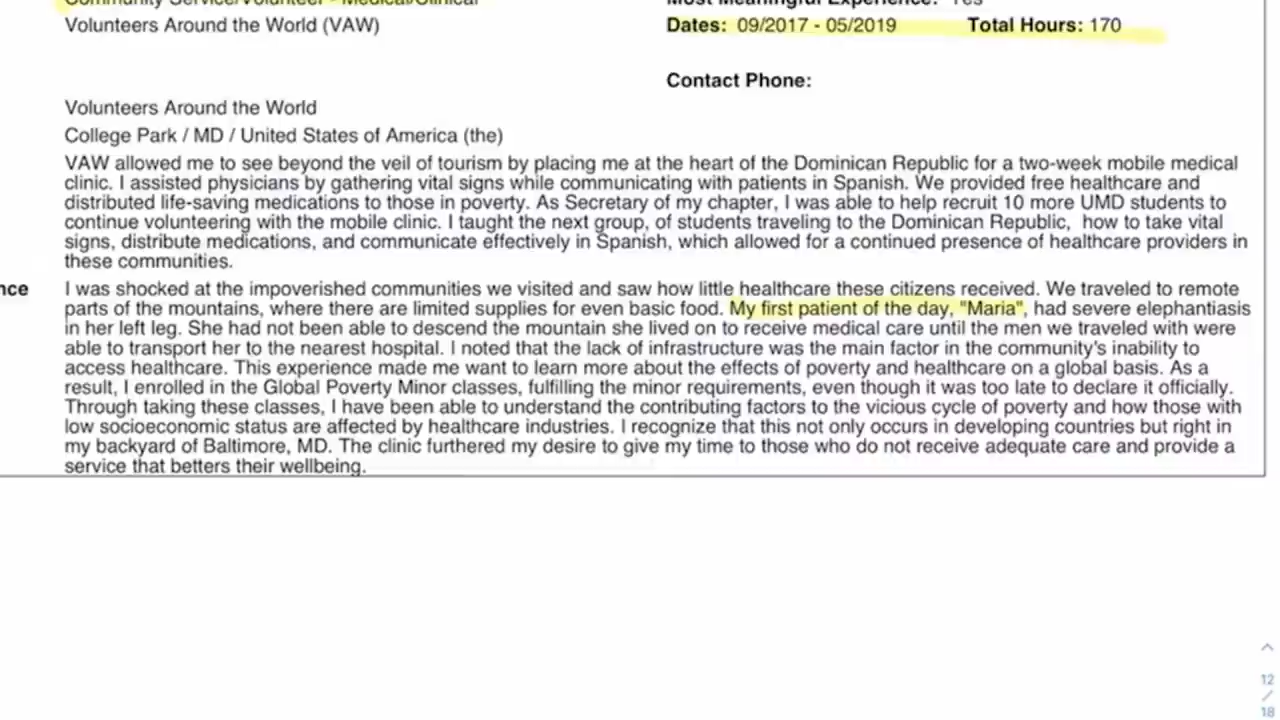 Community Service/Volunteer - Medical/Clinical
Most Meaningful Experience: Yes
Volunteers Around the World (VAW)
Dates: 09/2017 - 05/2019 Total Hours: 170
Contact Phone:
Volunteers Around the World
College Park / MD / United States of America (the)
VAW allowed me to see beyond the veil of tourism by placing me at the heart of the Dominican Republic for a two-week mobile medical
clinic. I assisted physicians by gathering vital signs while communicating with patients in Spanish. We provided free healthcare and
distributed life-saving medications to those in poverty. As Secretary of my chapter, I was able to help recruit 10 more UMD students to
continue volunteering with the mobile clinic. I taught the next group, of students traveling to the Dominican Republic, how to take vital
signs, distribute medications, and communicate effectively in Spanish, which allowed for a continued presence of healthcare providers in
these communities.
nce I was shocked at the impoverished communities we visited and saw how little healthcare these citizens received. We traveled to remote
parts of the mountains, where there are limited supplies for even basic food. My first patient of the day, "Maria", had severe elephantiasis
in her left leg. She had not been able to descend the mountain she lived on to receive medical care until the men we traveled with were
able to transport her to the nearest hospital. I noted that the lack of infrastructure was the main factor in the community's inability to
access healthcare. This experience made me want to learn more about the effects of poverty and healthcare on a global basis. As a
result, I enrolled in the Global Poverty Minor classes, fulfilling the minor requirements, even though it was too late to declare it officially.
Through taking these classes, I have been able to understand the contributing factors to the vicious cycle of poverty and how those with
low socioeconomic status are affected by healthcare industries. I recognize that this not only occurs in developing countries but right in
my backyard of Baltimore, MD. The clinic furthered my desire to give my time to those who do not receive adequate care and provide a
service that betters their wellbeing.
12
/
18